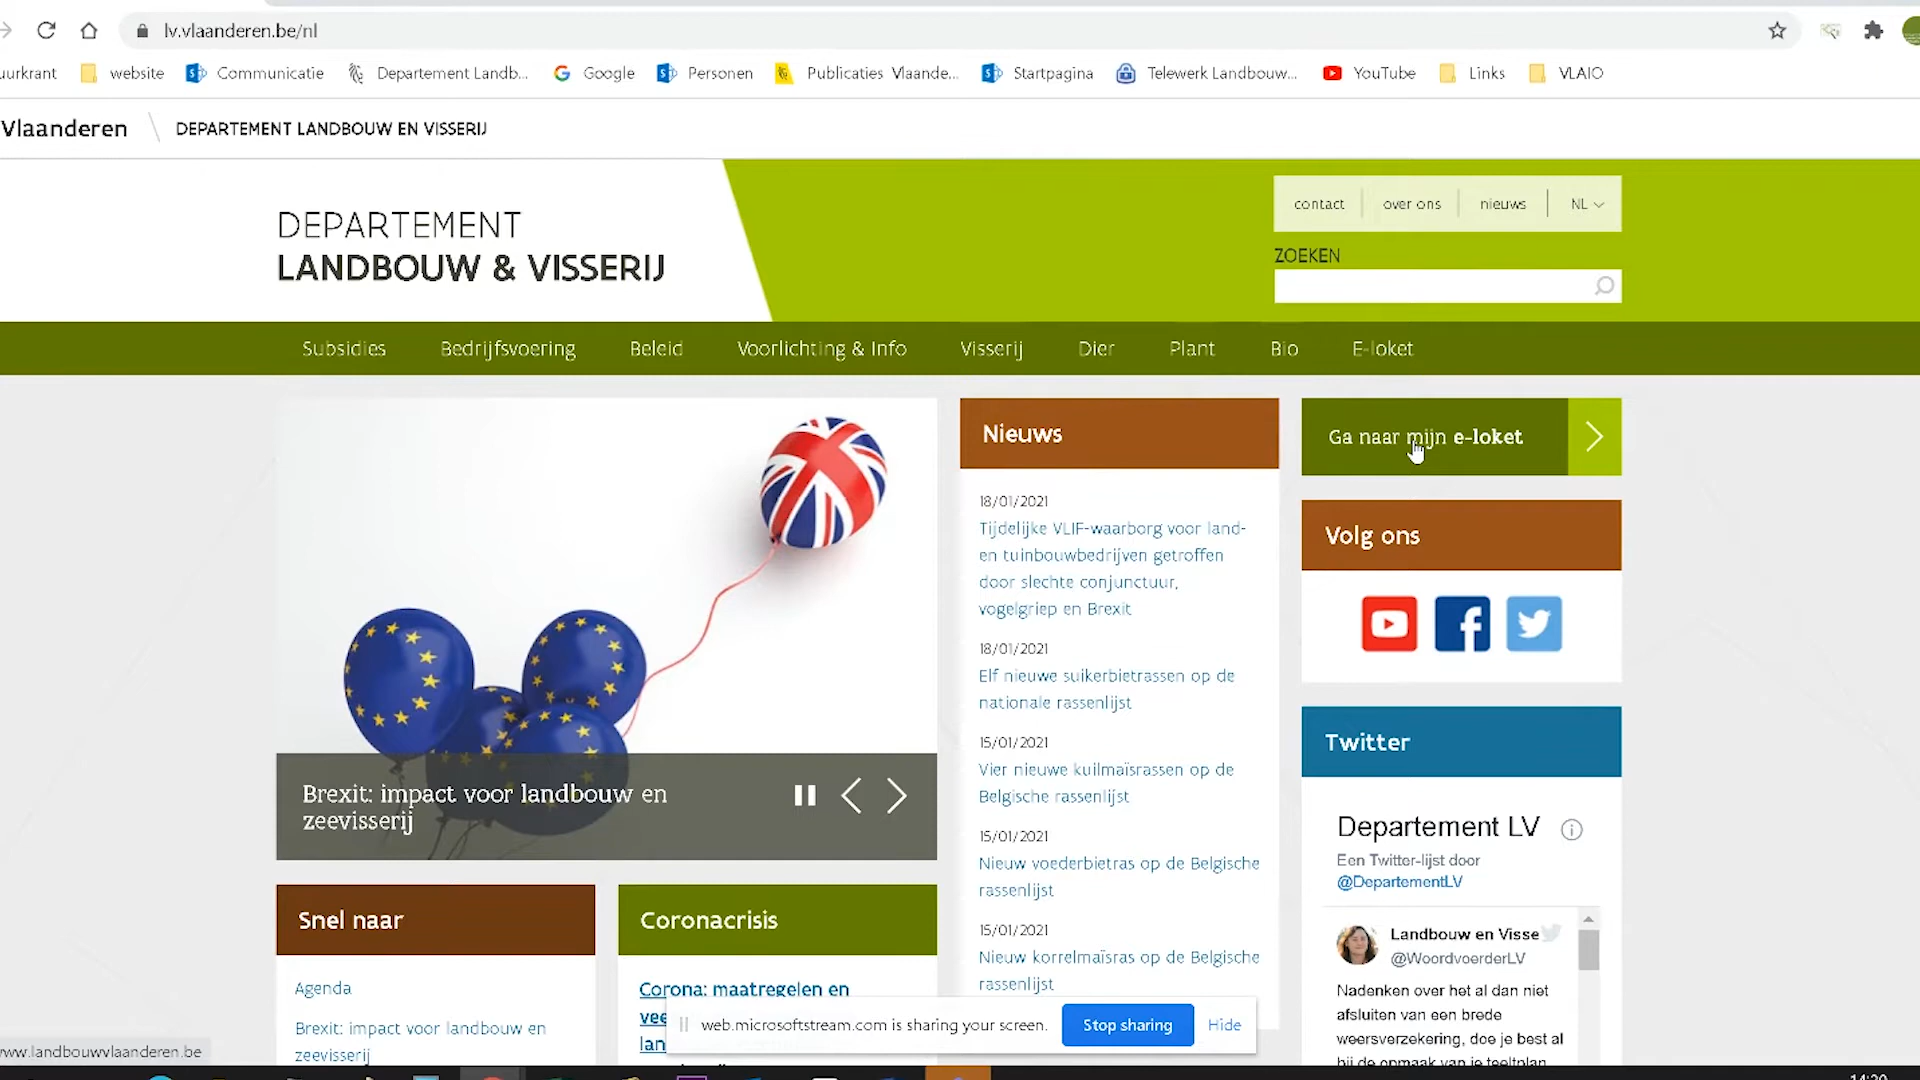 lv.vlaanderen.be/nl
uurkrant website Communicatie Departement Landb... Google Personen Publicaties Vlaande... Startpagina Telewerk Landbouw... YouTube Links VLAIO
Vlaanderen DEPARTEMENT LANDBOUW EN VISSERIJ
contact over ons nieuws NL
DEPARTEMENT
LANDBOUW & VISSERIJ
ZOEKEN
Subsidies Bedrijfsvoering Beleid Voorlichting & Info Visserij Dier Plant Bio E-loket
Brexit: impact voor landbouw en
zeevisserij
Snel naar
Agenda
Brexit: impact voor landbouw en
zeevisserij
Coronacrisis
Corona: maatregelen en
vee
lan
Nieuws
18/01/2021
Tijdelijke VLIF-waarborg voor land-
en tuinbouwbedrijven getroffen
door slechte conjunctuur,
vogelgriep en Brexit
18/01/2021
Elf nieuwe suikerbietrassen op de
nationale rassenlijst
15/01/2021
Vier nieuwe kuilmaïsrassen op de
Belgische rassenlijst
15/01/2021
Nieuw voederbietras op de Belgische
rassenlijst
15/01/2021
Nieuw korrelmaïsras op de Belgische
rassenlijst
Ga naar mijn e-loket
Volg ons
Twitter
Departement LV
Een Twitter-lijst door
@DepartementLV
Landbouw en Visse
@WoordvoerderLV
Nadenken over het al dan niet
afsluiten van een brede
weersverzekering, doe je best al
bij de opmaak van je teeltplan
web.microsoftstream.com is sharing your screen. Stop sharing Hide
www.landbouwvlaanderen.be